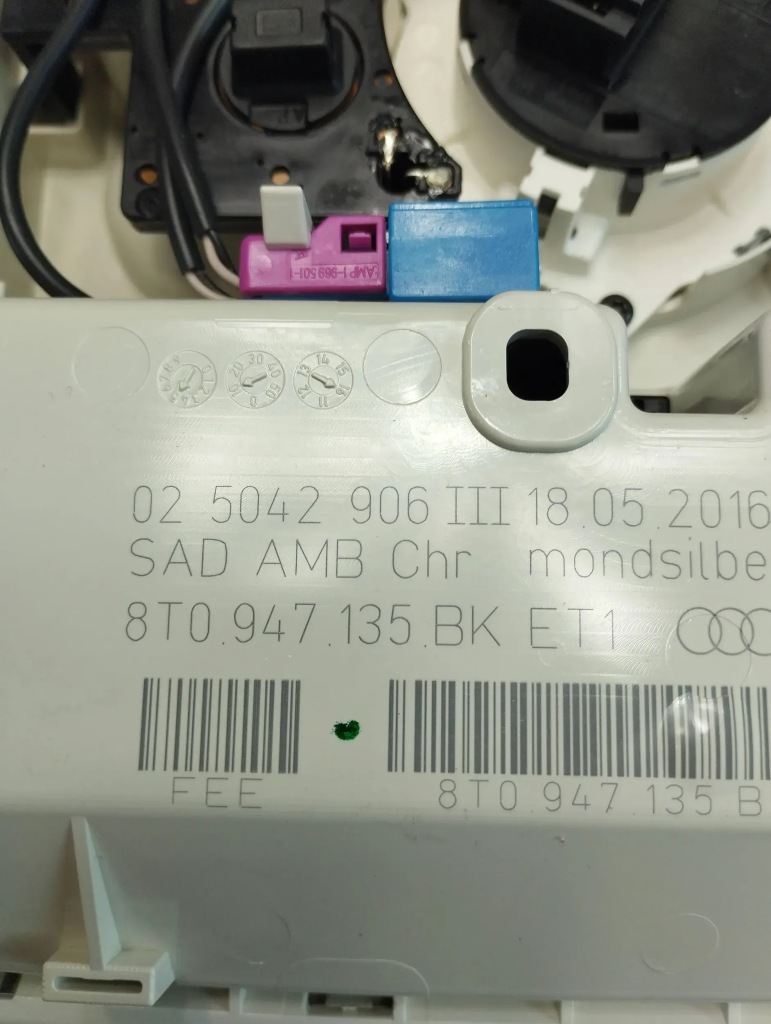 AMP 1-969501-1
02 5042 906 III 18.05.2016
SAD AMB Chr mondsilbe
8T0.947.135.BK ET1
FEE
8T0.947.135 B